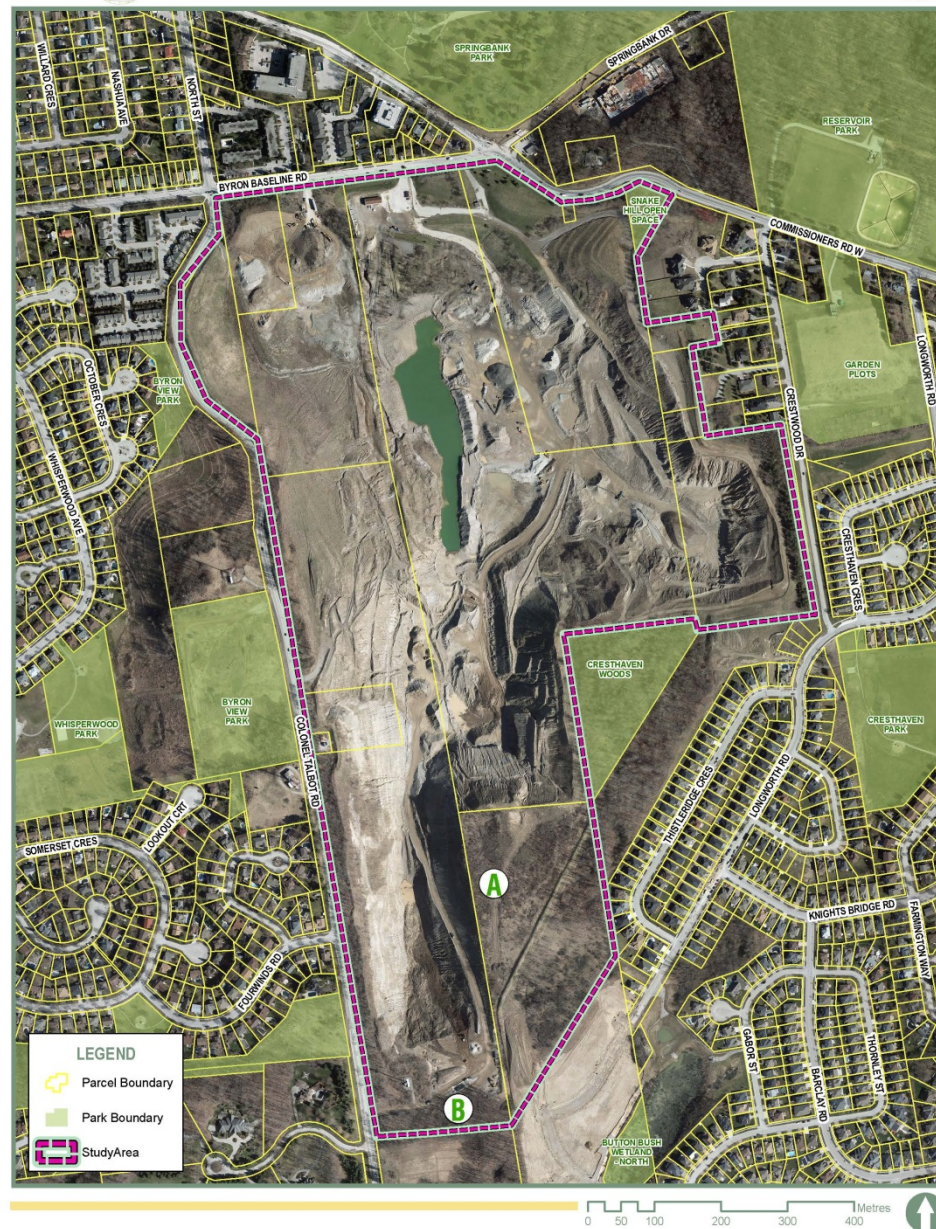 SPRINGBANK
PARK
SPRINGBANK DR
WILLARD CRES
NASHUA AVE
NORTH ST
RESERVOIR
PARK
BYRON BASELINE RD
SNAKE
HILL OPEN
SPACE
COMMISSIONERS RD W
LONGWORTH RD
OCTOBER CRES
BYRON
VIEW
PARK
GARDEN
PLOTS
CRESTWOOD DR
WHISPERWOOD AVE
CRESTHAVEN CRES
CRESTHAVEN
WOODS
BYRON
VIEW
PARK
WHISPERWOOD
PARK
CRESTHAVEN
PARK
COLONEL TALBOT RD
THISTLERIDGE CRES
LONGWORTH RD
LOOKOUT CRT
SOMERSET CRES
A
KNIGHTS BRIDGE RD
FARMINGTON WAY
FOURWINDS RD
GABOR ST
BARCLAY RD
THORNLEY ST
B
BUTTON BUSH
WETLAND
- NORTH
LEGEND
Parcel Boundary
Park Boundary
StudyArea
Metres
0 50 100 200 300 400